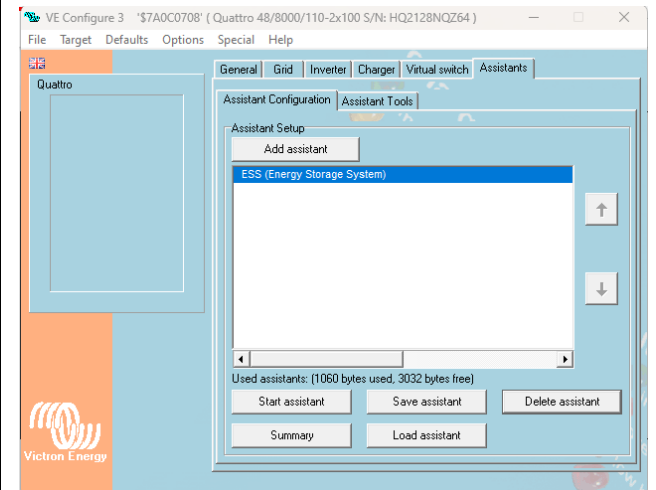 VE Configure 3 '$7A0C0708' ( Quattro 48/8000/110-2x100 S/N: HQ2128NQZ64 )
File Target Defaults Options Special Help
Quattro
General Grid Inverter Charger Virtual switch Assistants
Assistant Configuration Assistant Tools
Assistant Setup
Add assistant
ESS (Energy Storage System)
Used assistants: (1060 bytes used, 3032 bytes free)
Start assistant Save assistant Delete assistant
Summary Load assistant
Victron Energy